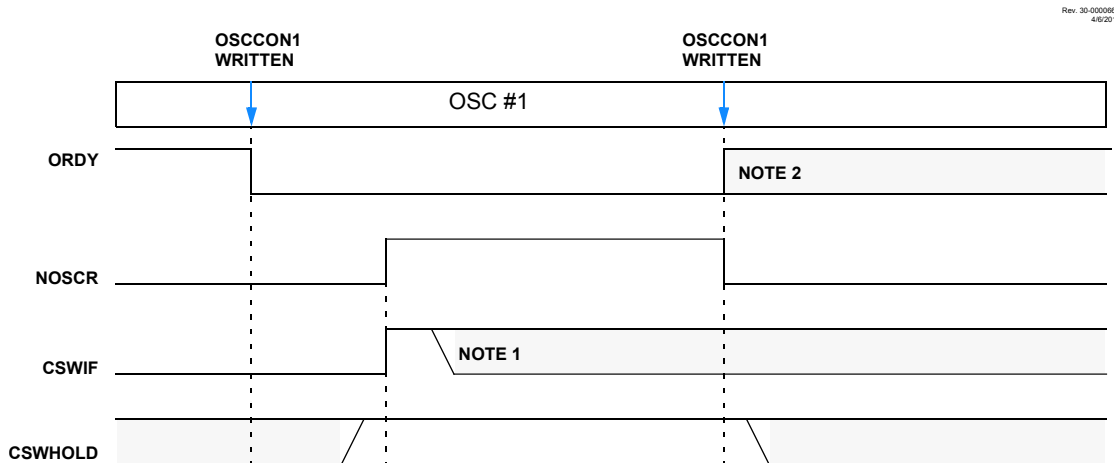 Rev. 30-000066
4/6/201
OSCCON1
WRITTEN
OSCCON1
WRITTEN
OSC #1
ORDY
NOTE 2
NOSCR
NOTE 1
CSWIF
CSWHOLD